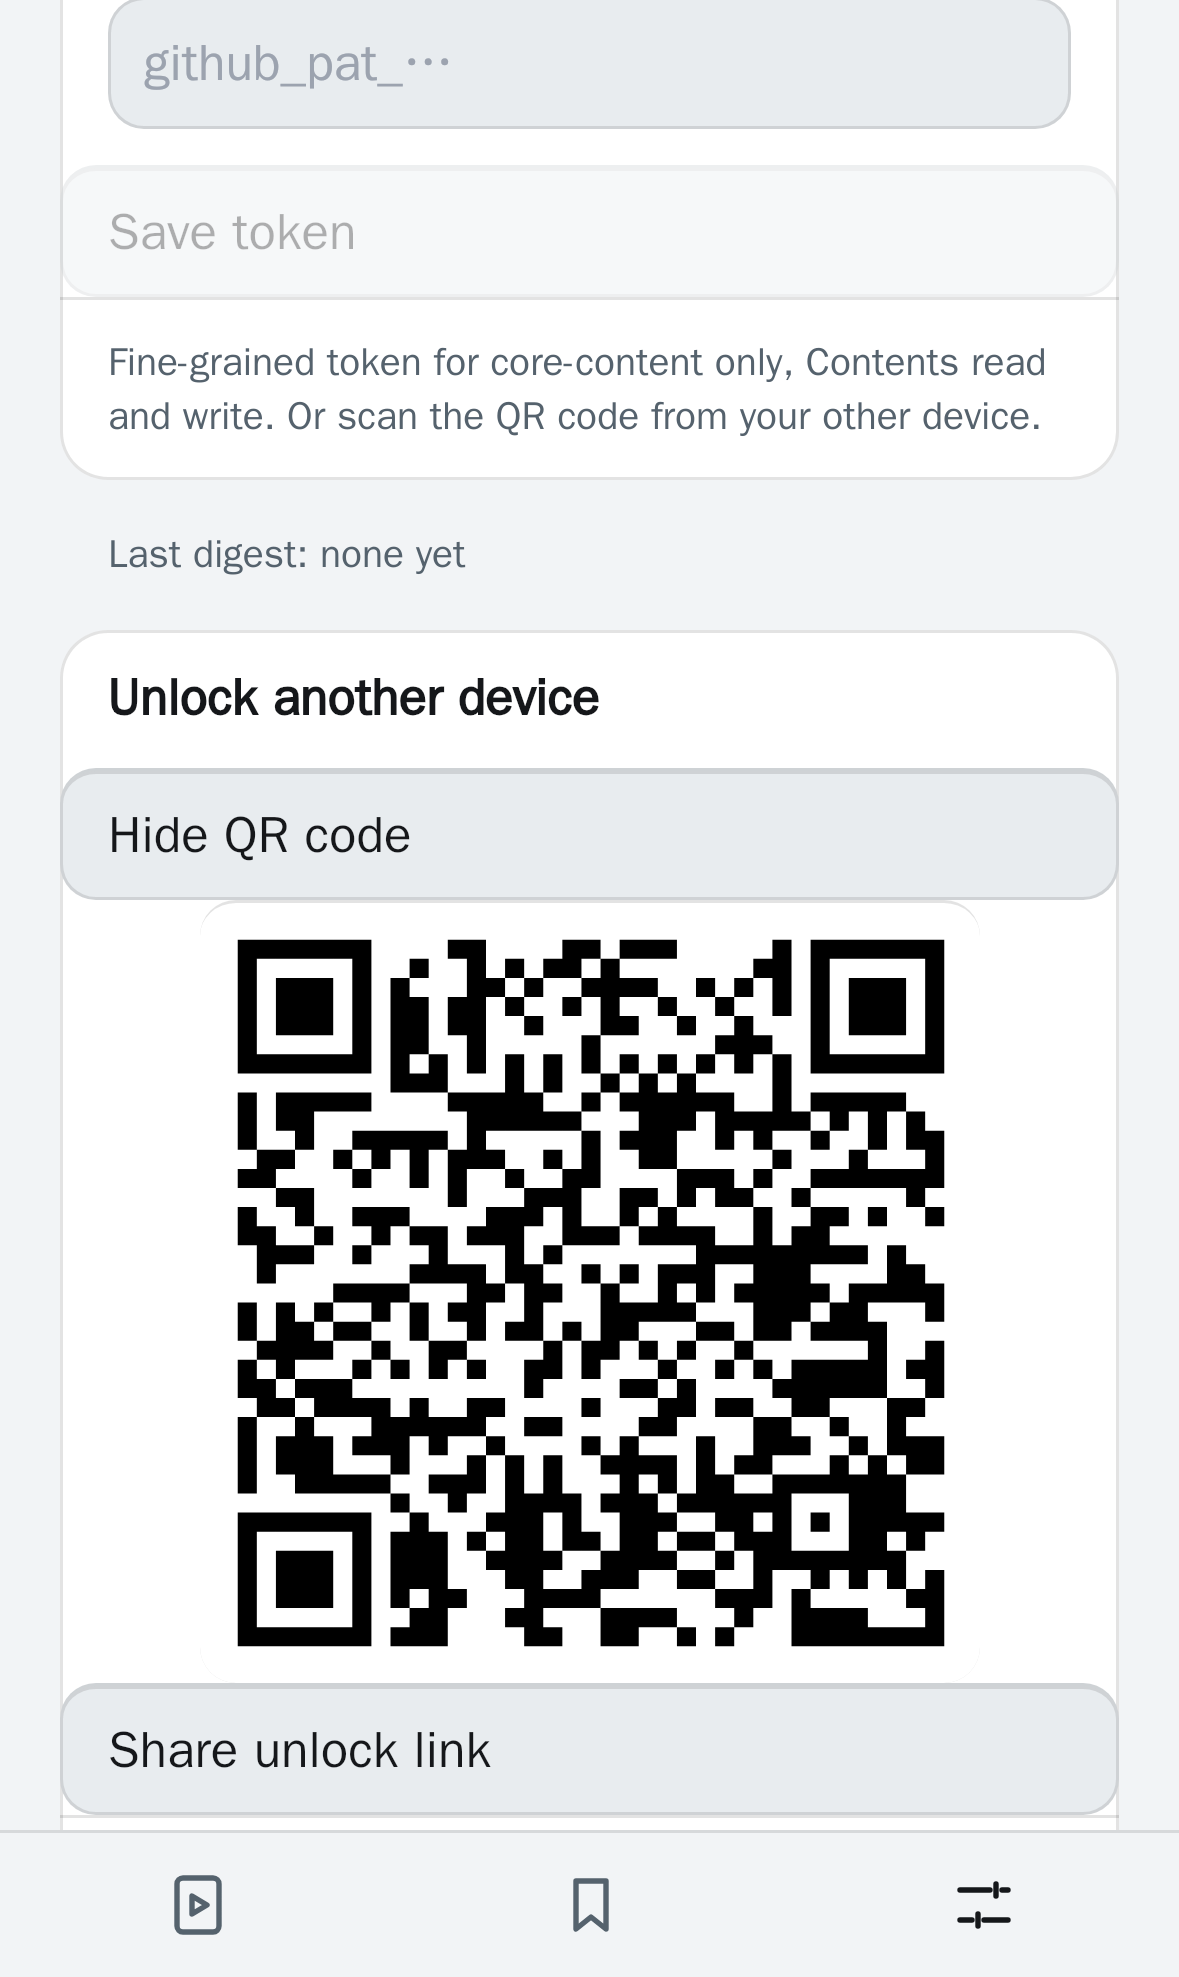 github_pat_…
Save token
Fine-grained token for core-content only, Contents read
and write. Or scan the QR code from your other device.
Last digest: none yet
Unlock another device
Hide QR code
Share unlock link